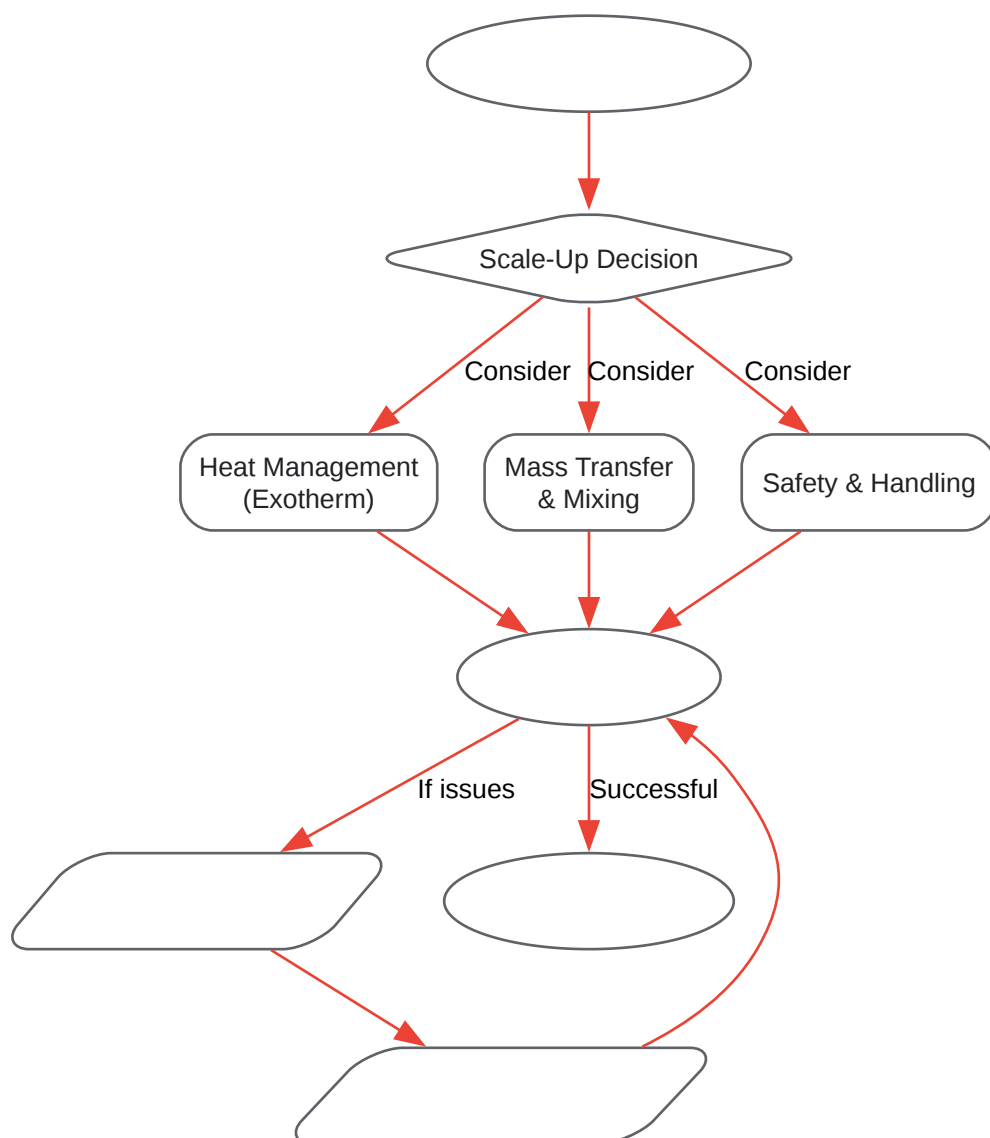 Scale-Up Decision
Consider
Consider
Consider
Heat Management
(Exotherm)
Mass Transfer
& Mixing
Safety & Handling
If issues
Successful